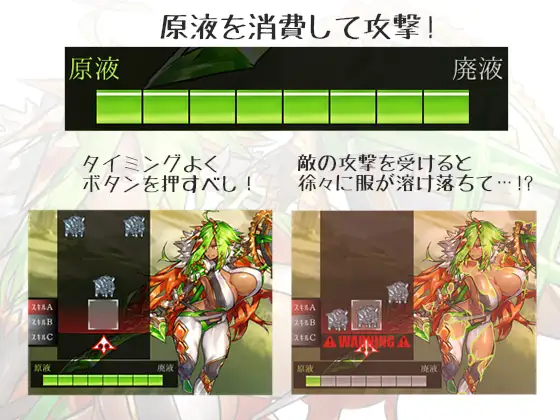 原液を消費して攻撃!
原液
廃液
タイミングよく
ボタンを押すべし!
敵の攻撃を受けると
徐々に服が溶け落ちて…!?
スキルA
スキルB
スキルC
原液
廃液
スキルA
スキルB
スキルC
WARNING
原液
廃液